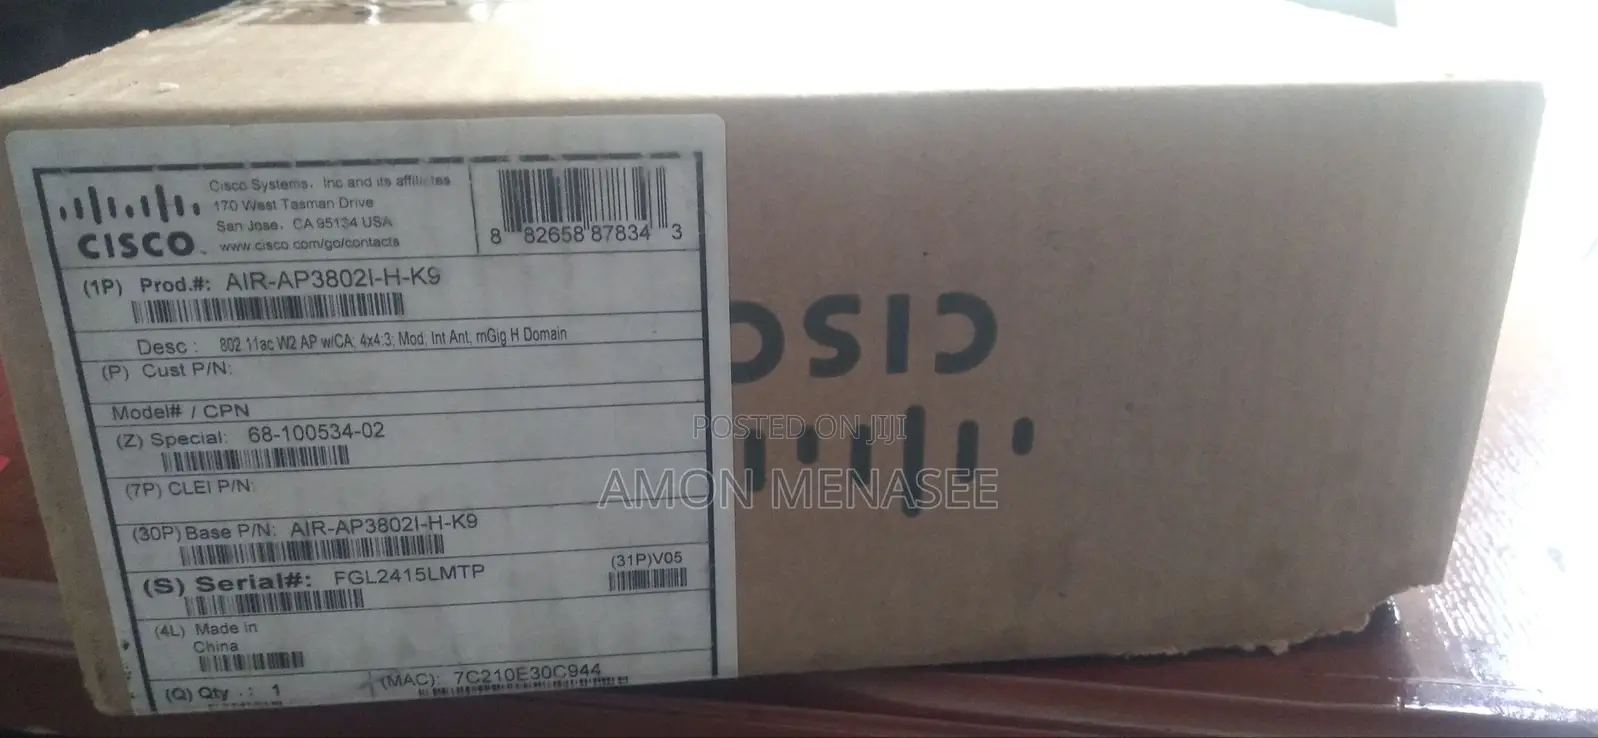 Cisco Systems, Inc and its affiliates
170 West Tasman Drive
San Jose, CA 95134 USA
www.cisco.com/go/contacts
CISCO
8 82658 87834 3
(1P) Prod.#: AIR-AP3802I-H-K9
Desc : 802 11ac W2 AP w/CA; 4x4:3; Mod; Int Ant; mGig H Domain
(P) Cust P/N:
Model# / CPN
(Z) Special: 68-100534-02
(7P) CLEI P/N:
(30P) Base P/N: AIR-AP3802I-H-K9
(S) Serial#: FGL2415LMTP
(31P)V05
(4L) Made in
China
(Q) Qty .: 1
(MAC): 7C210E30C944
CISCO
POSTED ON JIJI
AMON MENASEE